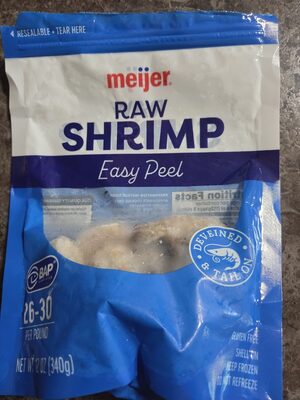 RESEALABLE • TEAR HERE
meijer
RAW
SHRIMP
Easy Peel
Nutrition Facts
DEVEINED
& TAIL ON
BAP
26-30
PER POUND
NET WT 12 OZ (340g)
GLUTEN FREE
SHELL ON
KEEP FROZEN
DO NOT REFREEZE